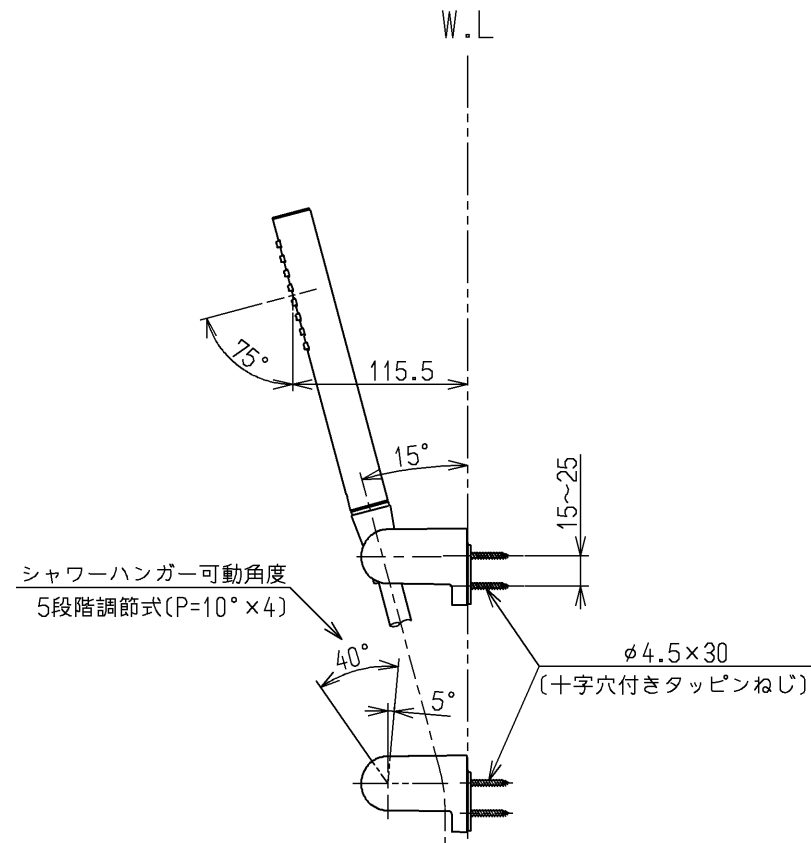 W.L
75°
115.5
15°
15~25
シャワーハンガー可動角度
5段階調節式(P=10°×4)
40°
5°
φ4.5×30
(十字穴付きタッピンねじ)